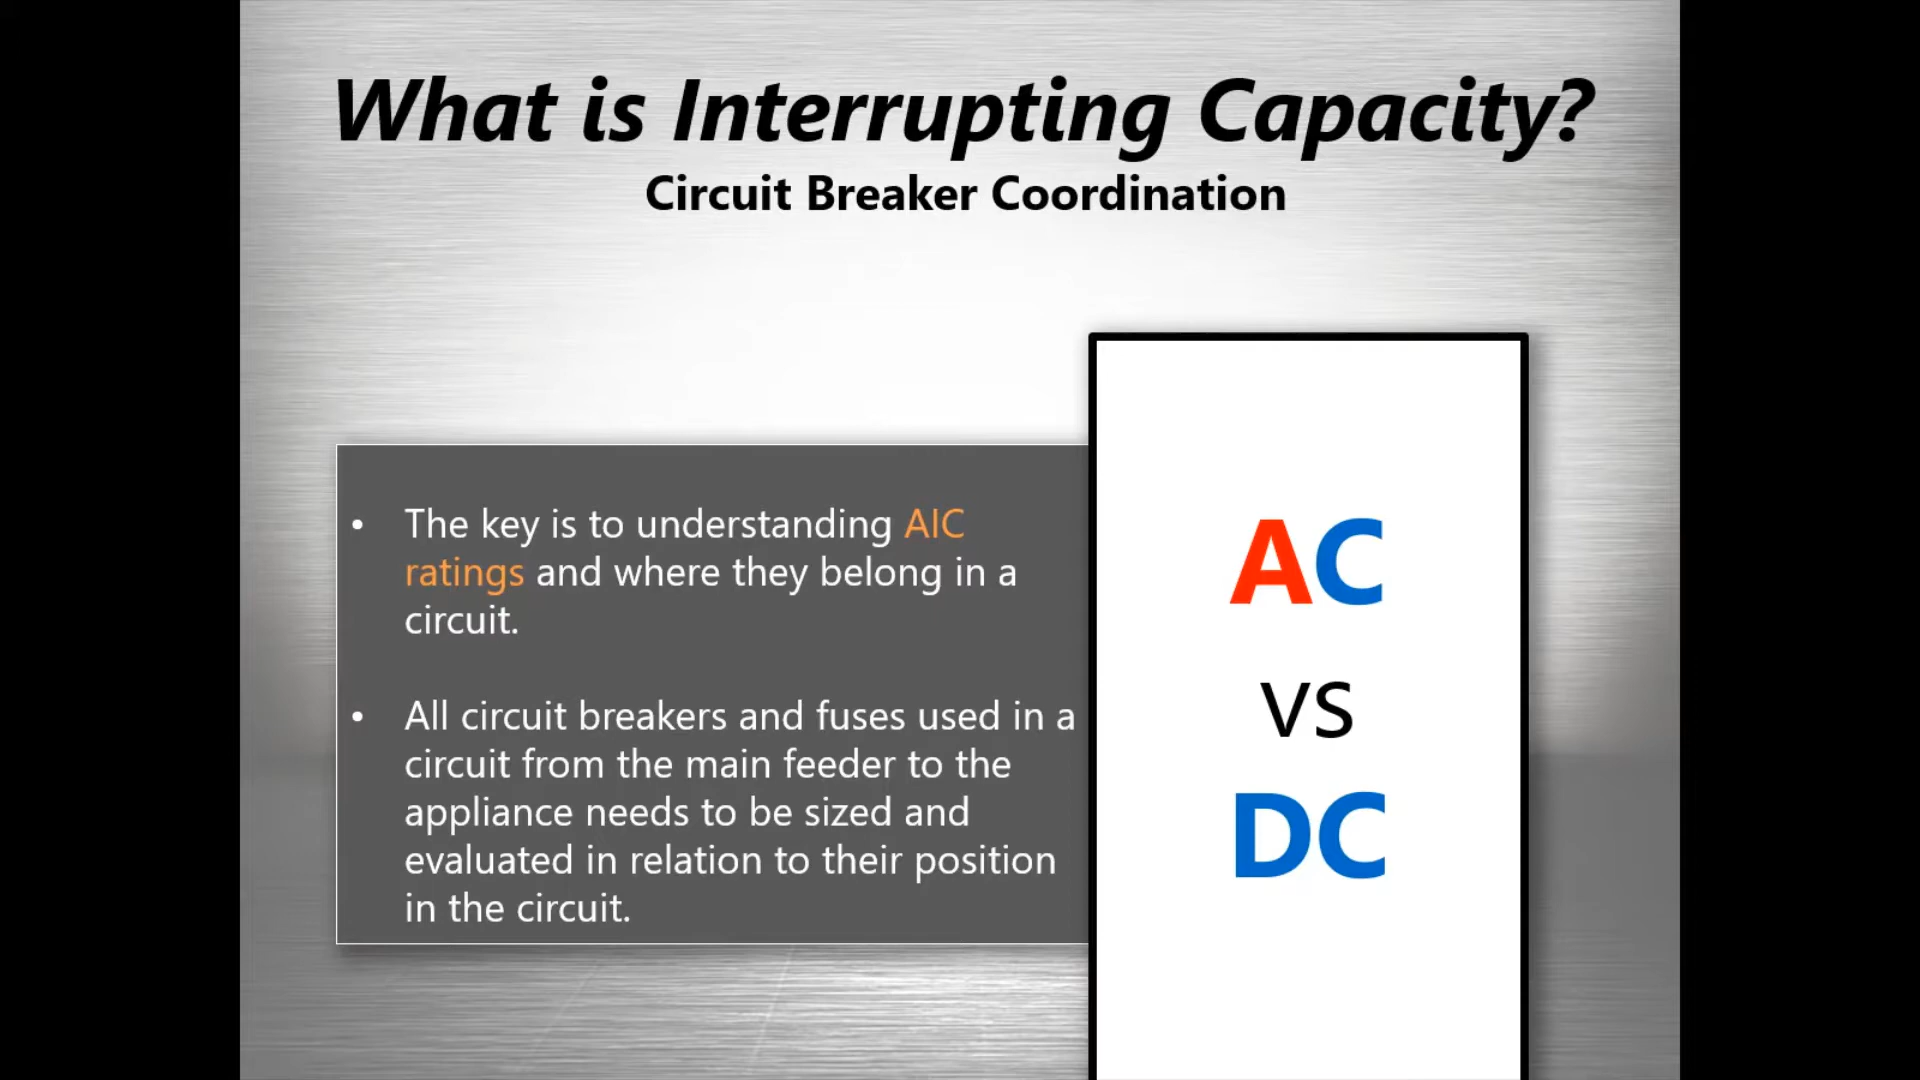 What is Interrupting Capacity?
Circuit Breaker Coordination
• The key is to understanding AIC
ratings and where they belong in a
circuit.
• All circuit breakers and fuses used in a
circuit from the main feeder to the
appliance needs to be sized and
evaluated in relation to their position
in the circuit.
AC
VS
DC